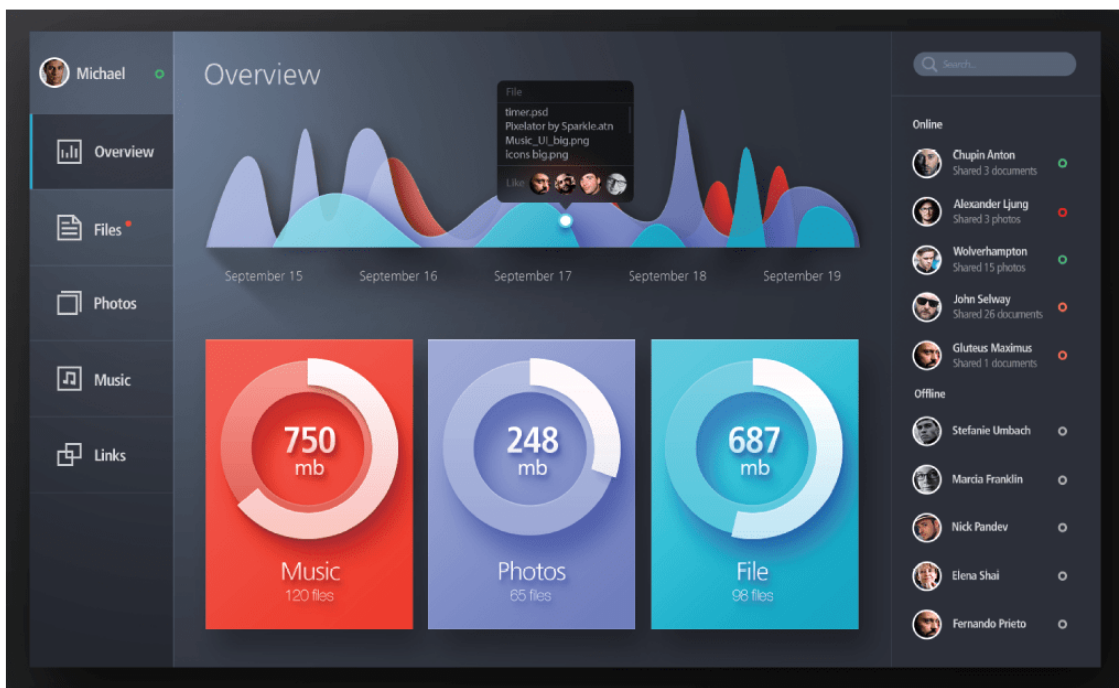 Michael
Overview
Files
Photos
Music
Links
Overview
File
timer.psd
Pixelator by Sparkle.atn
Music_UI_big.png
Icons big.png
Like
September 15
September 16
September 17
September 18
September 19
750
mb
Music
120 files
248
mb
Photos
65 files
687
mb
File
98 files
Search...
Online
Chupin Anton
Shared 3 documents
Alexander Ljung
Shared 3 photos
Wolverhampton
Shared 15 photos
John Selway
Shared 26 documents
Gluteus Maximus
Shared 1 documents
Offline
Stefanie Umbach
Marcia Franklin
Nick Pandev
Elena Shai
Fernando Prieto